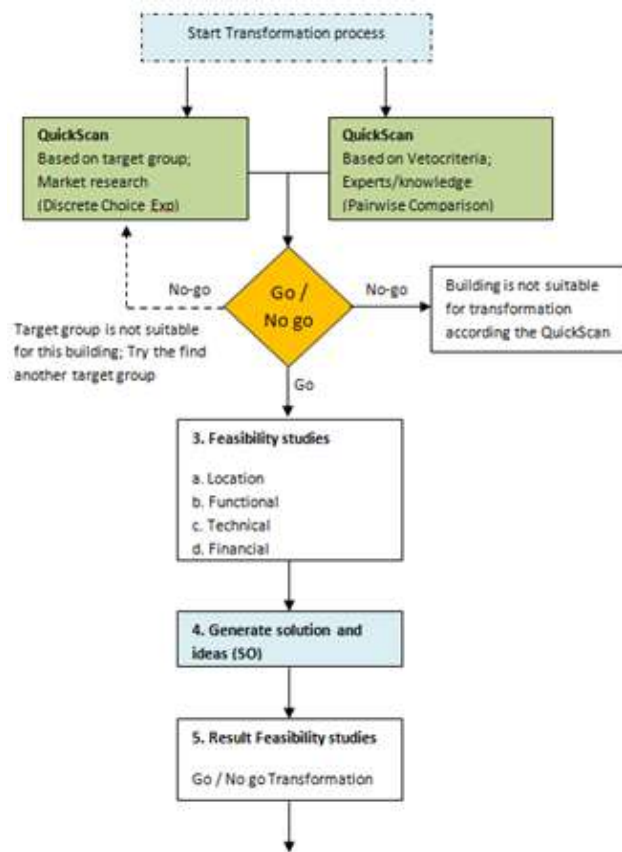 Start Transformation process
QuickScan
Based on target group;
Market research
(Discrete Choice Exp)
QuickScan
Based on Vetocriteria;
Experts/knowledge
(Pairwise Comparison)
No-go
Go /
No go
No-go
Building is not suitable
for transformation
according the QuickScan
Target group is not suitable
for this building; Try the find
another target group
Go
3. Feasibility studies
a. Location
b. Functional
c. Technical
d. Financial
4. Generate solution and
ideas (SO)
5. Result Feasibility studies
Go / No go Transformation